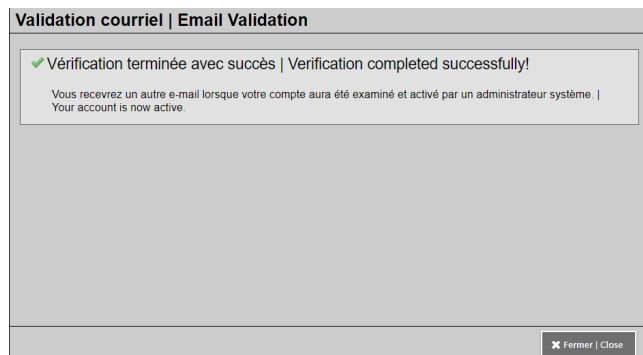 Validation courriel | Email Validation
Vérification terminée avec succès | Verification completed successfully!
Vous recevrez un autre e-mail lorsque votre compte aura été examiné et activé par un administrateur système. |
Your account is now active.
Fermer | Close